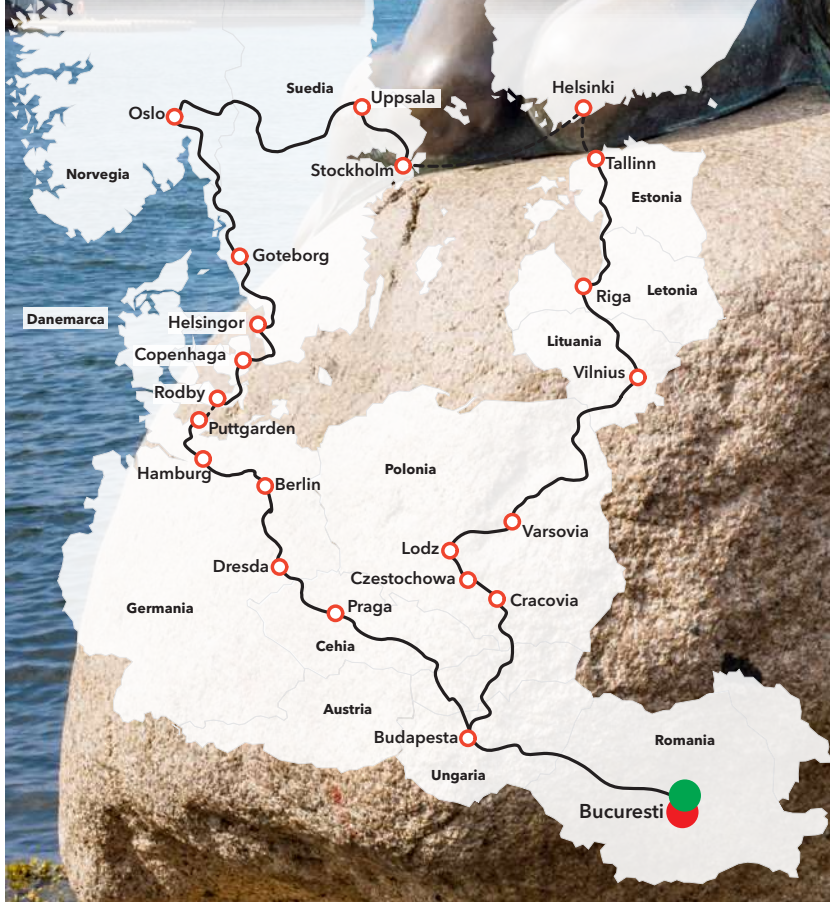 Suedia
Helsinki
Uppsala
Oslo
Stockholm
Tallinn
Norvegia
Estonia
Goteborg
Riga
Letonia
Danemarca
Helsingor
Lituania
Copenhaga
Vilnius
Rodby
Puttgarden
Hamburg
Polonia
Berlin
Varsovia
Lodz
Dresda
Czestochowa
Cracovia
Germania
Praga
Cehia
Austria
Budapesta
Romania
Ungaria
Bucuresti